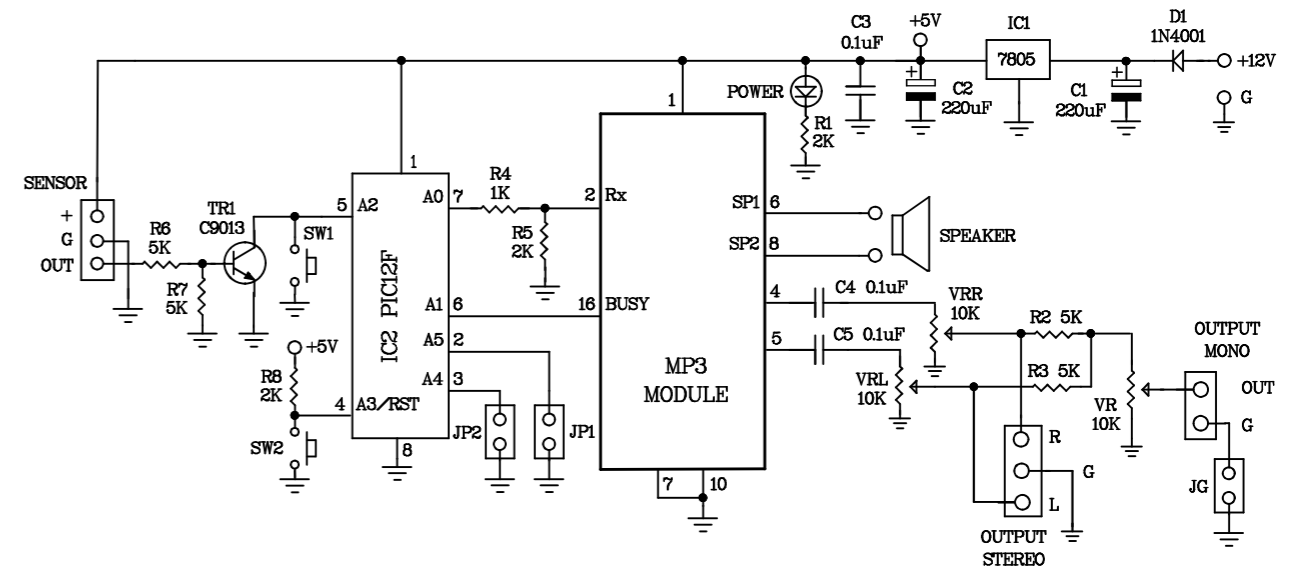 C3
0.1uF
+5V
IC1
7805
D1
1N4001
+12V
G
+
C2
220uF
+
C1
220uF
POWER
R1
2K
1
1
SENSOR
+
G
OUT
R6
5K
R7
5K
TR1
C9013
SW1
5
A2
A0
7
R4
1K
R5
2K
2
Rx
SP1
6
SP2
8
SPEAKER
IC2 PIC12F
A1
6
16
BUSY
4
C4 0.1uF
VRR
10K
5
C5 0.1uF
VRL
10K
R2 5K
R3 5K
OUTPUT
MONO
OUT
G
VR
10K
JG
A5
2
A4
3
MP3
MODULE
+5V
R8
2K
4
A3/RST
SW2
8
JP2
JP1
7
10
R
G
L
OUTPUT
STEREO